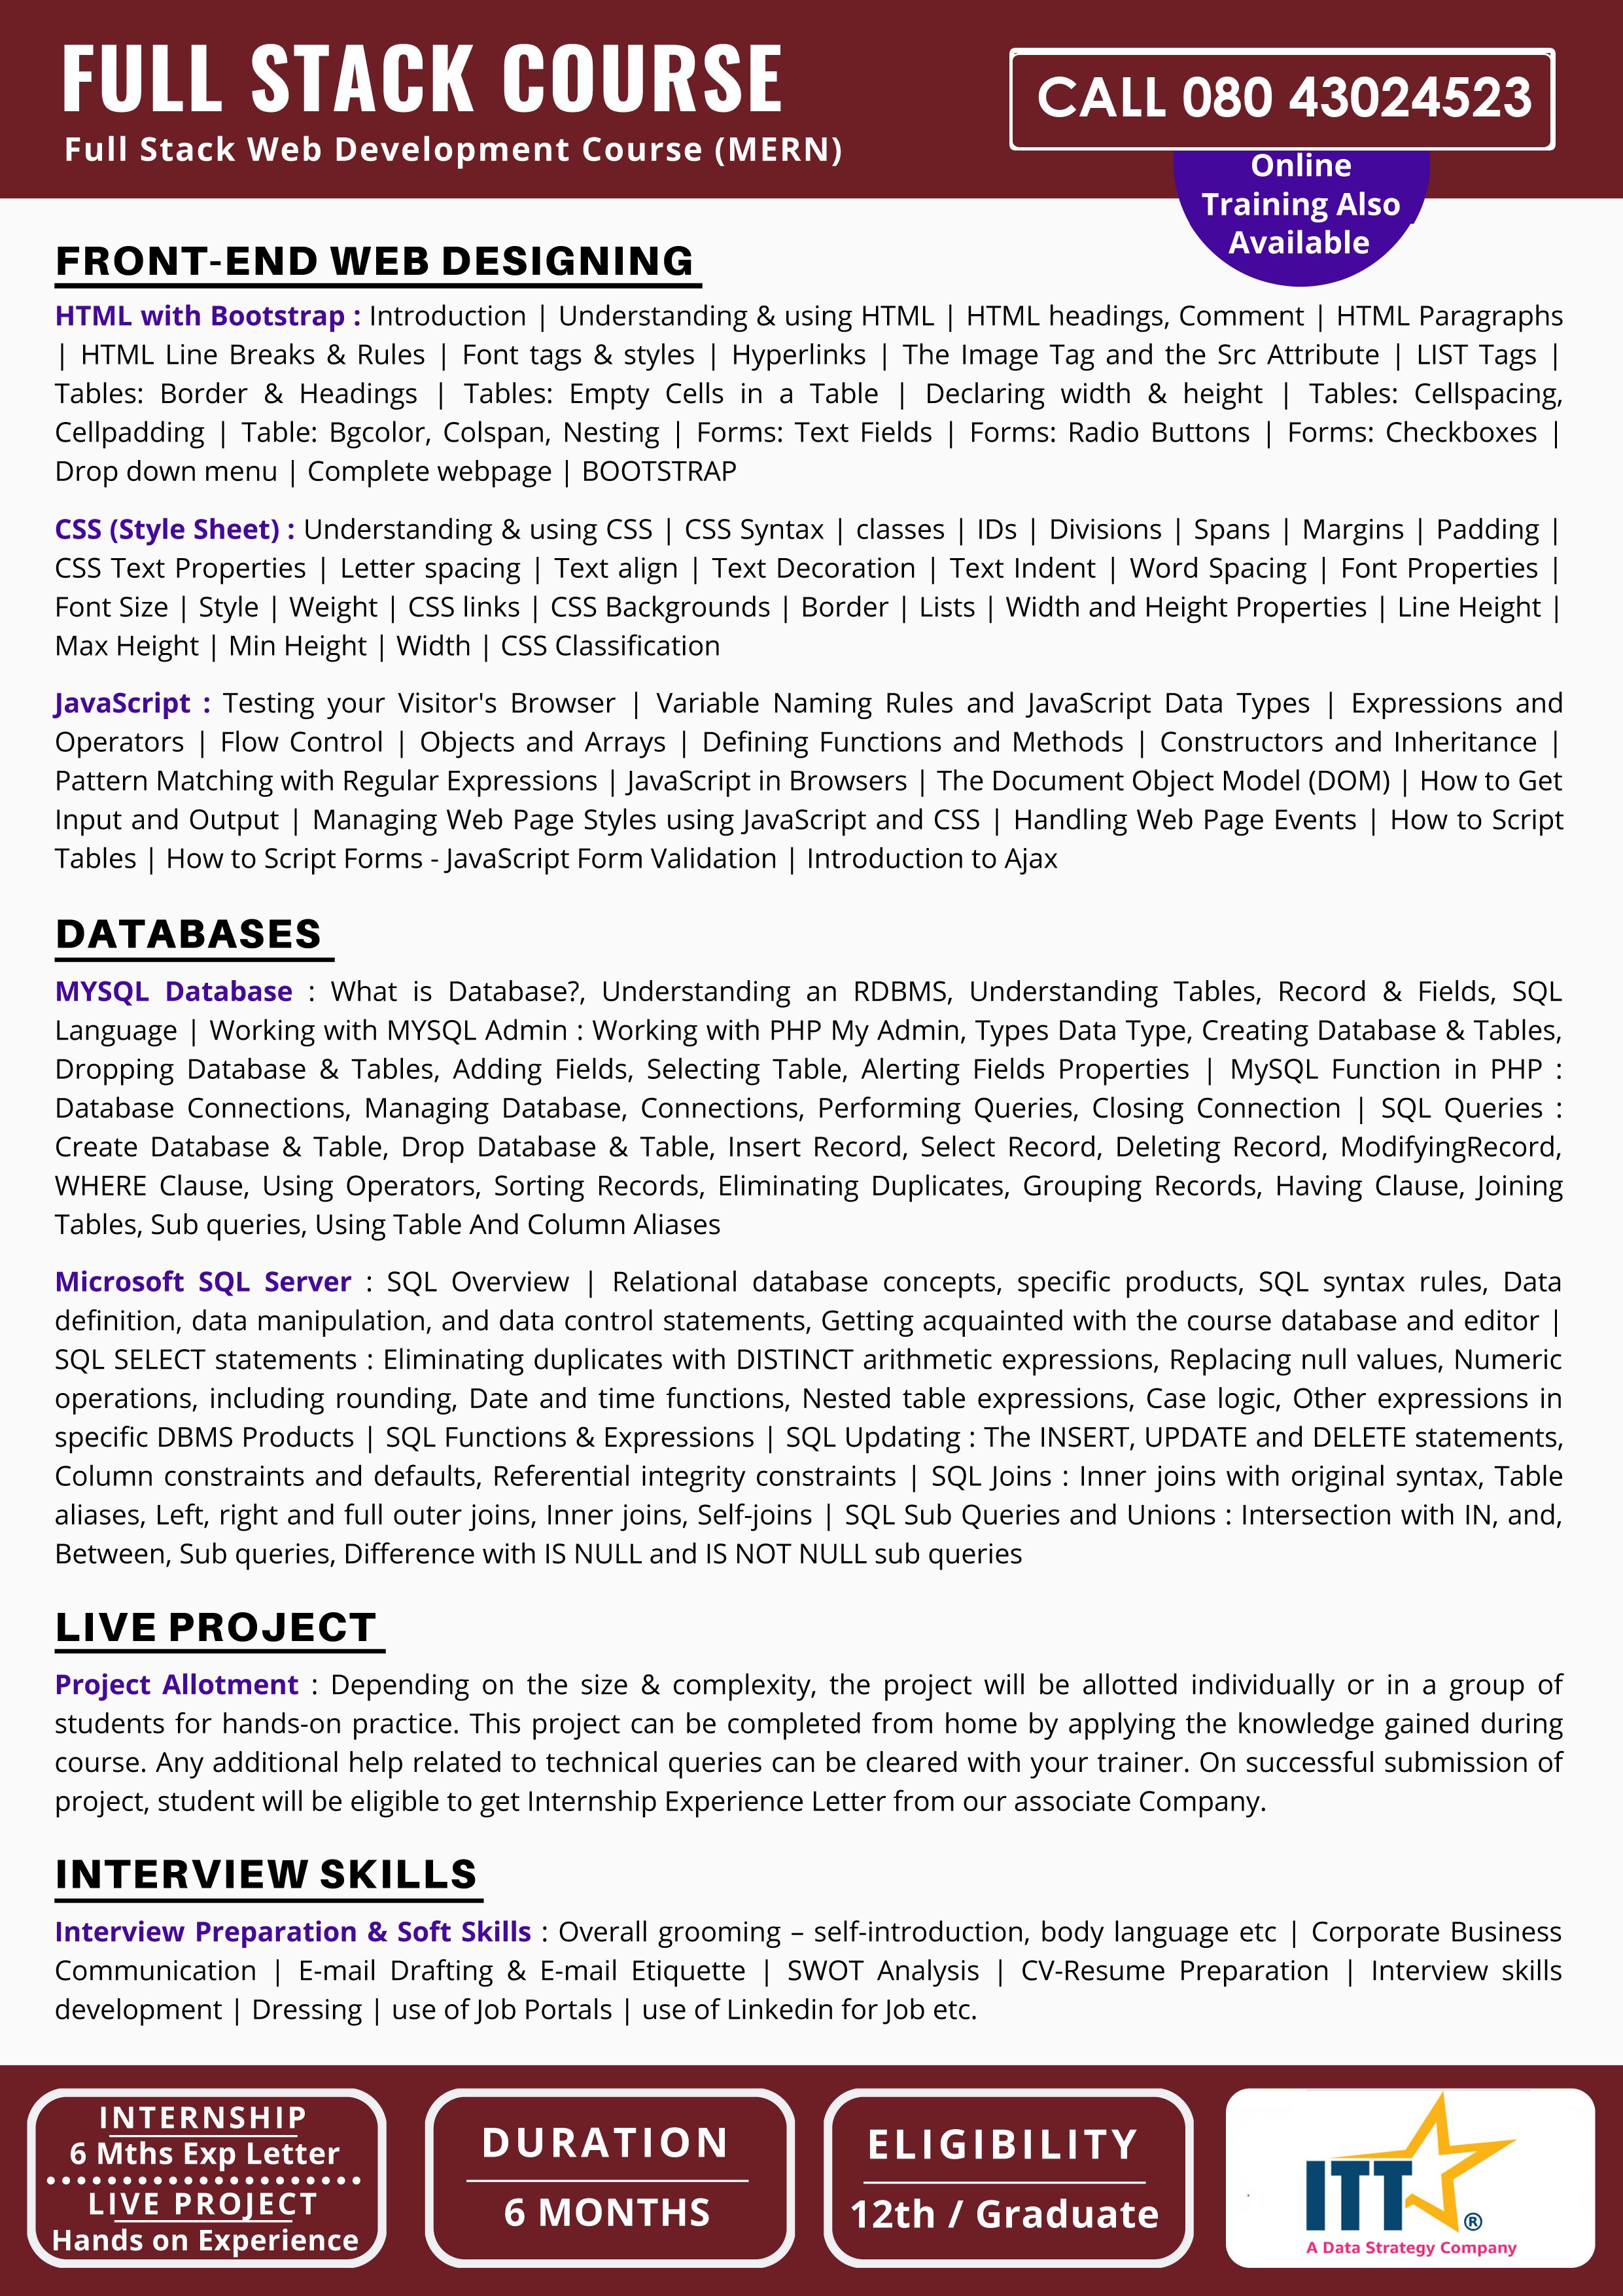 FULL STACK COURSE
Full Stack Web Development Course (MERN)
CALL 080 43024523
Online
Training Also
Available
FRONT-END WEB DESIGNING
HTML with Bootstrap : Introduction | Understanding & using HTML | HTML headings, Comment | HTML Paragraphs
| HTML Line Breaks & Rules | Font tags & styles | Hyperlinks | The Image Tag and the Src Attribute | LIST Tags |
Tables: Border & Headings | Tables: Empty Cells in a Table | Declaring width & height | Tables: Cellspacing,
Cellpadding | Table: Bgcolor, Colspan, Nesting | Forms: Text Fields | Forms: Radio Buttons | Forms: Checkboxes |
Drop down menu | Complete webpage | BOOTSTRAP
CSS (Style Sheet) : Understanding & using CSS | CSS Syntax | classes | IDs | Divisions | Spans | Margins | Padding |
CSS Text Properties | Letter spacing | Text align | Text Decoration | Text Indent | Word Spacing | Font Properties |
Font Size | Style | Weight | CSS links | CSS Backgrounds | Border | Lists | Width and Height Properties | Line Height |
Max Height | Min Height | Width | CSS Classification
JavaScript : Testing your Visitor's Browser | Variable Naming Rules and JavaScript Data Types | Expressions and
Operators | Flow Control | Objects and Arrays | Defining Functions and Methods | Constructors and Inheritance |
Pattern Matching with Regular Expressions | JavaScript in Browsers | The Document Object Model (DOM) | How to Get
Input and Output | Managing Web Page Styles using JavaScript and CSS | Handling Web Page Events | How to Script
Tables | How to Script Forms - JavaScript Form Validation | Introduction to Ajax
DATABASES
MYSQL Database : What is Database?, Understanding an RDBMS, Understanding Tables, Record & Fields, SQL
Language | Working with MYSQL Admin : Working with PHP My Admin, Types Data Type, Creating Database & Tables,
Dropping Database & Tables, Adding Fields, Selecting Table, Alerting Fields Properties | MySQL Function in PHP :
Database Connections, Managing Database, Connections, Performing Queries, Closing Connection | SQL Queries :
Create Database & Table, Drop Database & Table, Insert Record, Select Record, Deleting Record, ModifyingRecord,
WHERE Clause, Using Operators, Sorting Records, Eliminating Duplicates, Grouping Records, Having Clause, Joining
Tables, Sub queries, Using Table And Column Aliases
Microsoft SQL Server : SQL Overview | Relational database concepts, specific products, SQL syntax rules, Data
definition, data manipulation, and data control statements, Getting acquainted with the course database and editor |
SQL SELECT statements : Eliminating duplicates with DISTINCT arithmetic expressions, Replacing null values, Numeric
operations, including rounding, Date and time functions, Nested table expressions, Case logic, Other expressions in
specific DBMS Products | SQL Functions & Expressions | SQL Updating : The INSERT, UPDATE and DELETE statements,
Column constraints and defaults, Referential integrity constraints | SQL Joins : Inner joins with original syntax, Table
aliases, Left, right and full outer joins, Inner joins, Self-joins | SQL Sub Queries and Unions : Intersection with IN, and,
Between, Sub queries, Difference with IS NULL and IS NOT NULL sub queries
LIVE PROJECT
Project Allotment : Depending on the size & complexity, the project will be allotted individually or in a group of
students for hands-on practice. This project can be completed from home by applying the knowledge gained during
course. Any additional help related to technical queries can be cleared with your trainer. On successful submission of
project, student will be eligible to get Internship Experience Letter from our associate Company.
INTERVIEW SKILLS
Interview Preparation & Soft Skills : Overall grooming – self-introduction, body language etc | Corporate Business
Communication | E-mail Drafting & E-mail Etiquette | SWOT Analysis | CV-Resume Preparation | Interview skills
development | Dressing | use of Job Portals | use of Linkedin for Job etc.
INTERNSHIP
6 Mths Exp Letter
LIVE PROJECT
Hands on Experience
DURATION
6 MONTHS
ELIGIBILITY
12th / Graduate
ITT ®
A Data Strategy Company